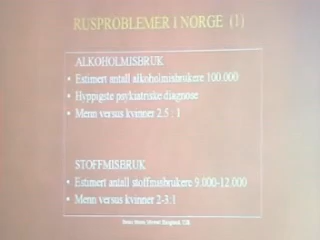 RUSPROBLEMER I NORGE (1)
ALKOHOLMISBRUK
• Estimert antall alkoholmisbrukere 100.000
• Hyppigste psykiatriske diagnose
• Menn versus kvinner 2.5 : 1
STOFFMISBRUK
• Estimert antall stoffmisbrukere 9.000-12.000
• Menn versus kvinner 2-3.1